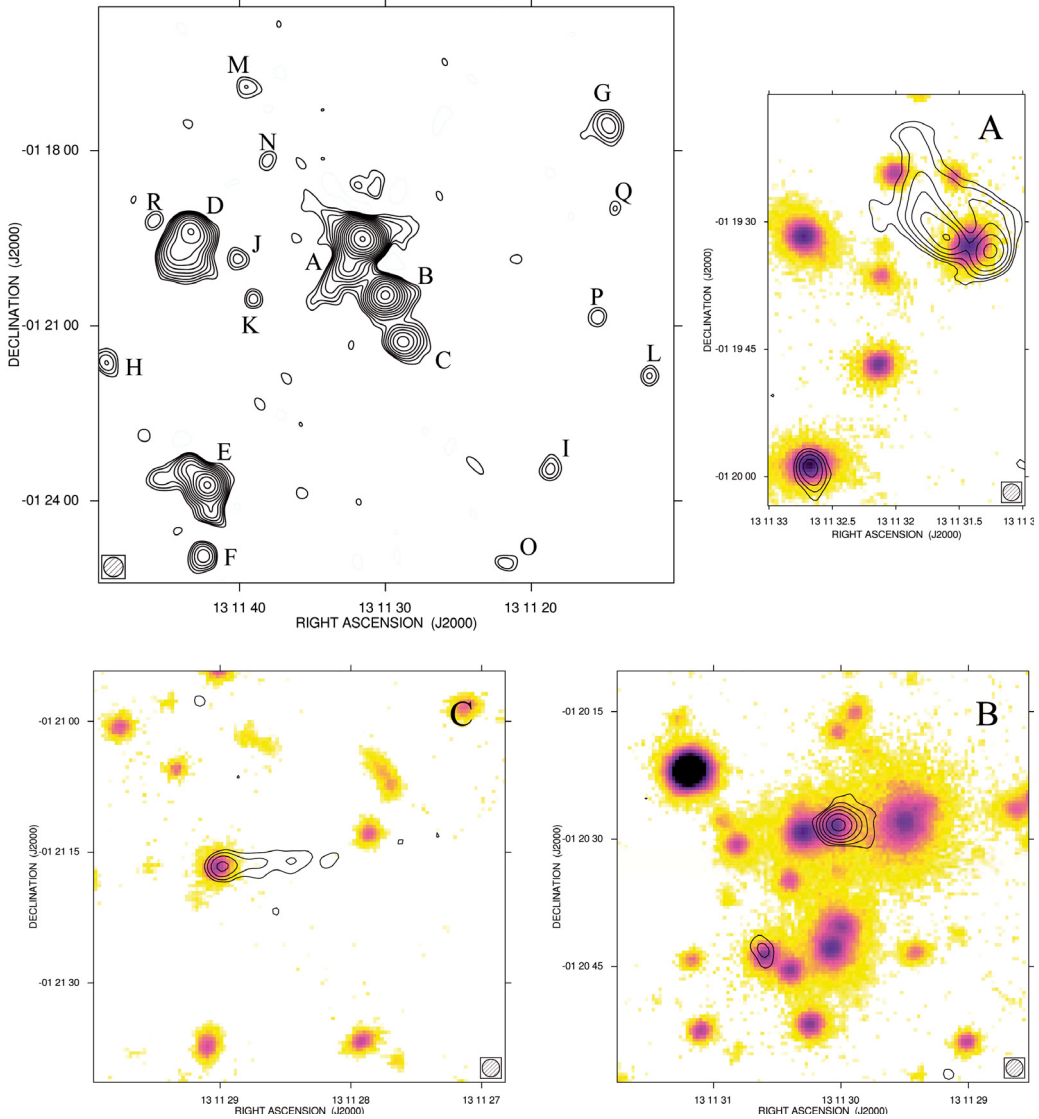 M
G
A
N
-01 18 00
Q
R
D
J
A
B
K
C
P
DECLINATION (J2000)
-01 21 00
H
L
E
I
-01 24 00
F
O
13 11 40
13 11 30
13 11 20
RIGHT ASCENSION (J2000)
-01 19 30
DECLINATION (J2000)
-01 19 45
-01 20 00
13 11 33
13 11 32.5
13 11 32
13 11 31.5
13 11 3
RIGHT ASCENSION (J2000)
C
-01 21 00
DECLINATION (J2000)
-01 21 15
-01 21 30
13 11 29
13 11 28
13 11 27
RIGHT ASCENSION (J2000)
B
-01 20 15
DECLINATION (J2000)
-01 20 30
-01 20 45
13 11 31
13 11 30
13 11 29
RIGHT ASCENSION (J2000)